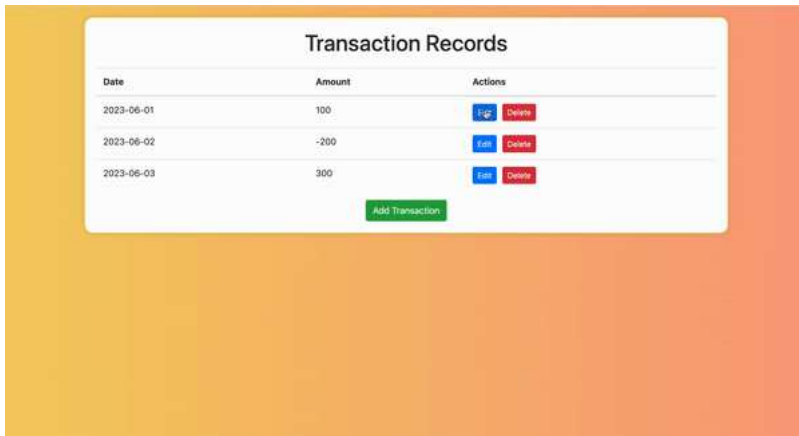 Transaction Records
Date Amount Actions
2023-06-01 100 Edit Delete
2023-06-02 -200 Edit Delete
2023-06-03 300 Edit Delete
Add Transaction